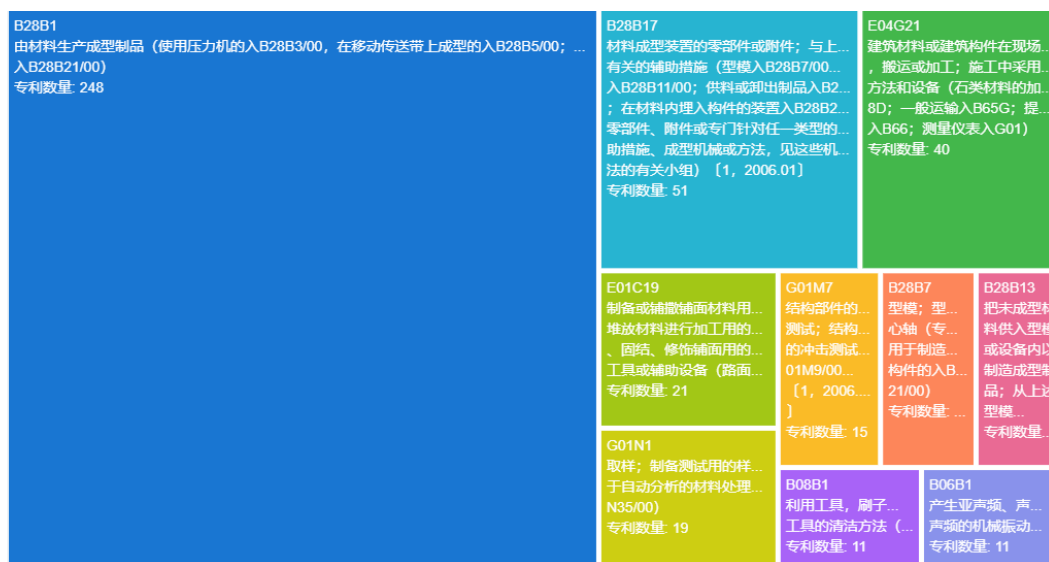 B28B1
由材料生产成型制品（使用压力机的入B28B3/00，在移动传送带上成型的入B28B5/00；...
入B28B21/00）
专利数量: 248
B28B17
材料成型装置的零部件或附件；与上...
有关的辅助措施（型模入B28B7/00...
入B28B11/00；供料或卸出制品入B2...
；在材料内埋入构件的装置入B28B2...
零部件、附件或专门针对任一类型的...
助措施、成型机械或方法，见这些机...
法的有关小组）〔1，2006.01〕
专利数量: 51
E04G21
建筑材料或建筑构件在现场...
，搬运或加工；施工中采用...
方法和设备（石类材料的加...
8D；一般运输入B65G；提...
入B66；测量仪表入G01）
专利数量: 40
E01C19
制备或铺撒铺面材料用...
堆放材料进行加工用的...
、固结、修饰铺面用的...
工具或辅助设备（路面...
专利数量: 21
G01N1
取样；制备测试用的样...
于自动分析的材料处理...
N35/00）
专利数量: 19
G01M7
结构部件的...
测试；结构...
的冲击测试...
01M9/00...
〔1，2006....
〕
专利数量: 15
B28B7
型模；型...
心轴（专...
用于制造...
构件的入B...
21/00）
专利数量: ...
B28B13
把未成型材
料供入型模
或设备内以
制造成型制
品；从上述
型模...
专利数量...
B08B1
利用工具，刷子...
工具的清洁方法（...
专利数量: 11
B06B1
产生亚声频、声...
声频的机械振动...
专利数量: 11